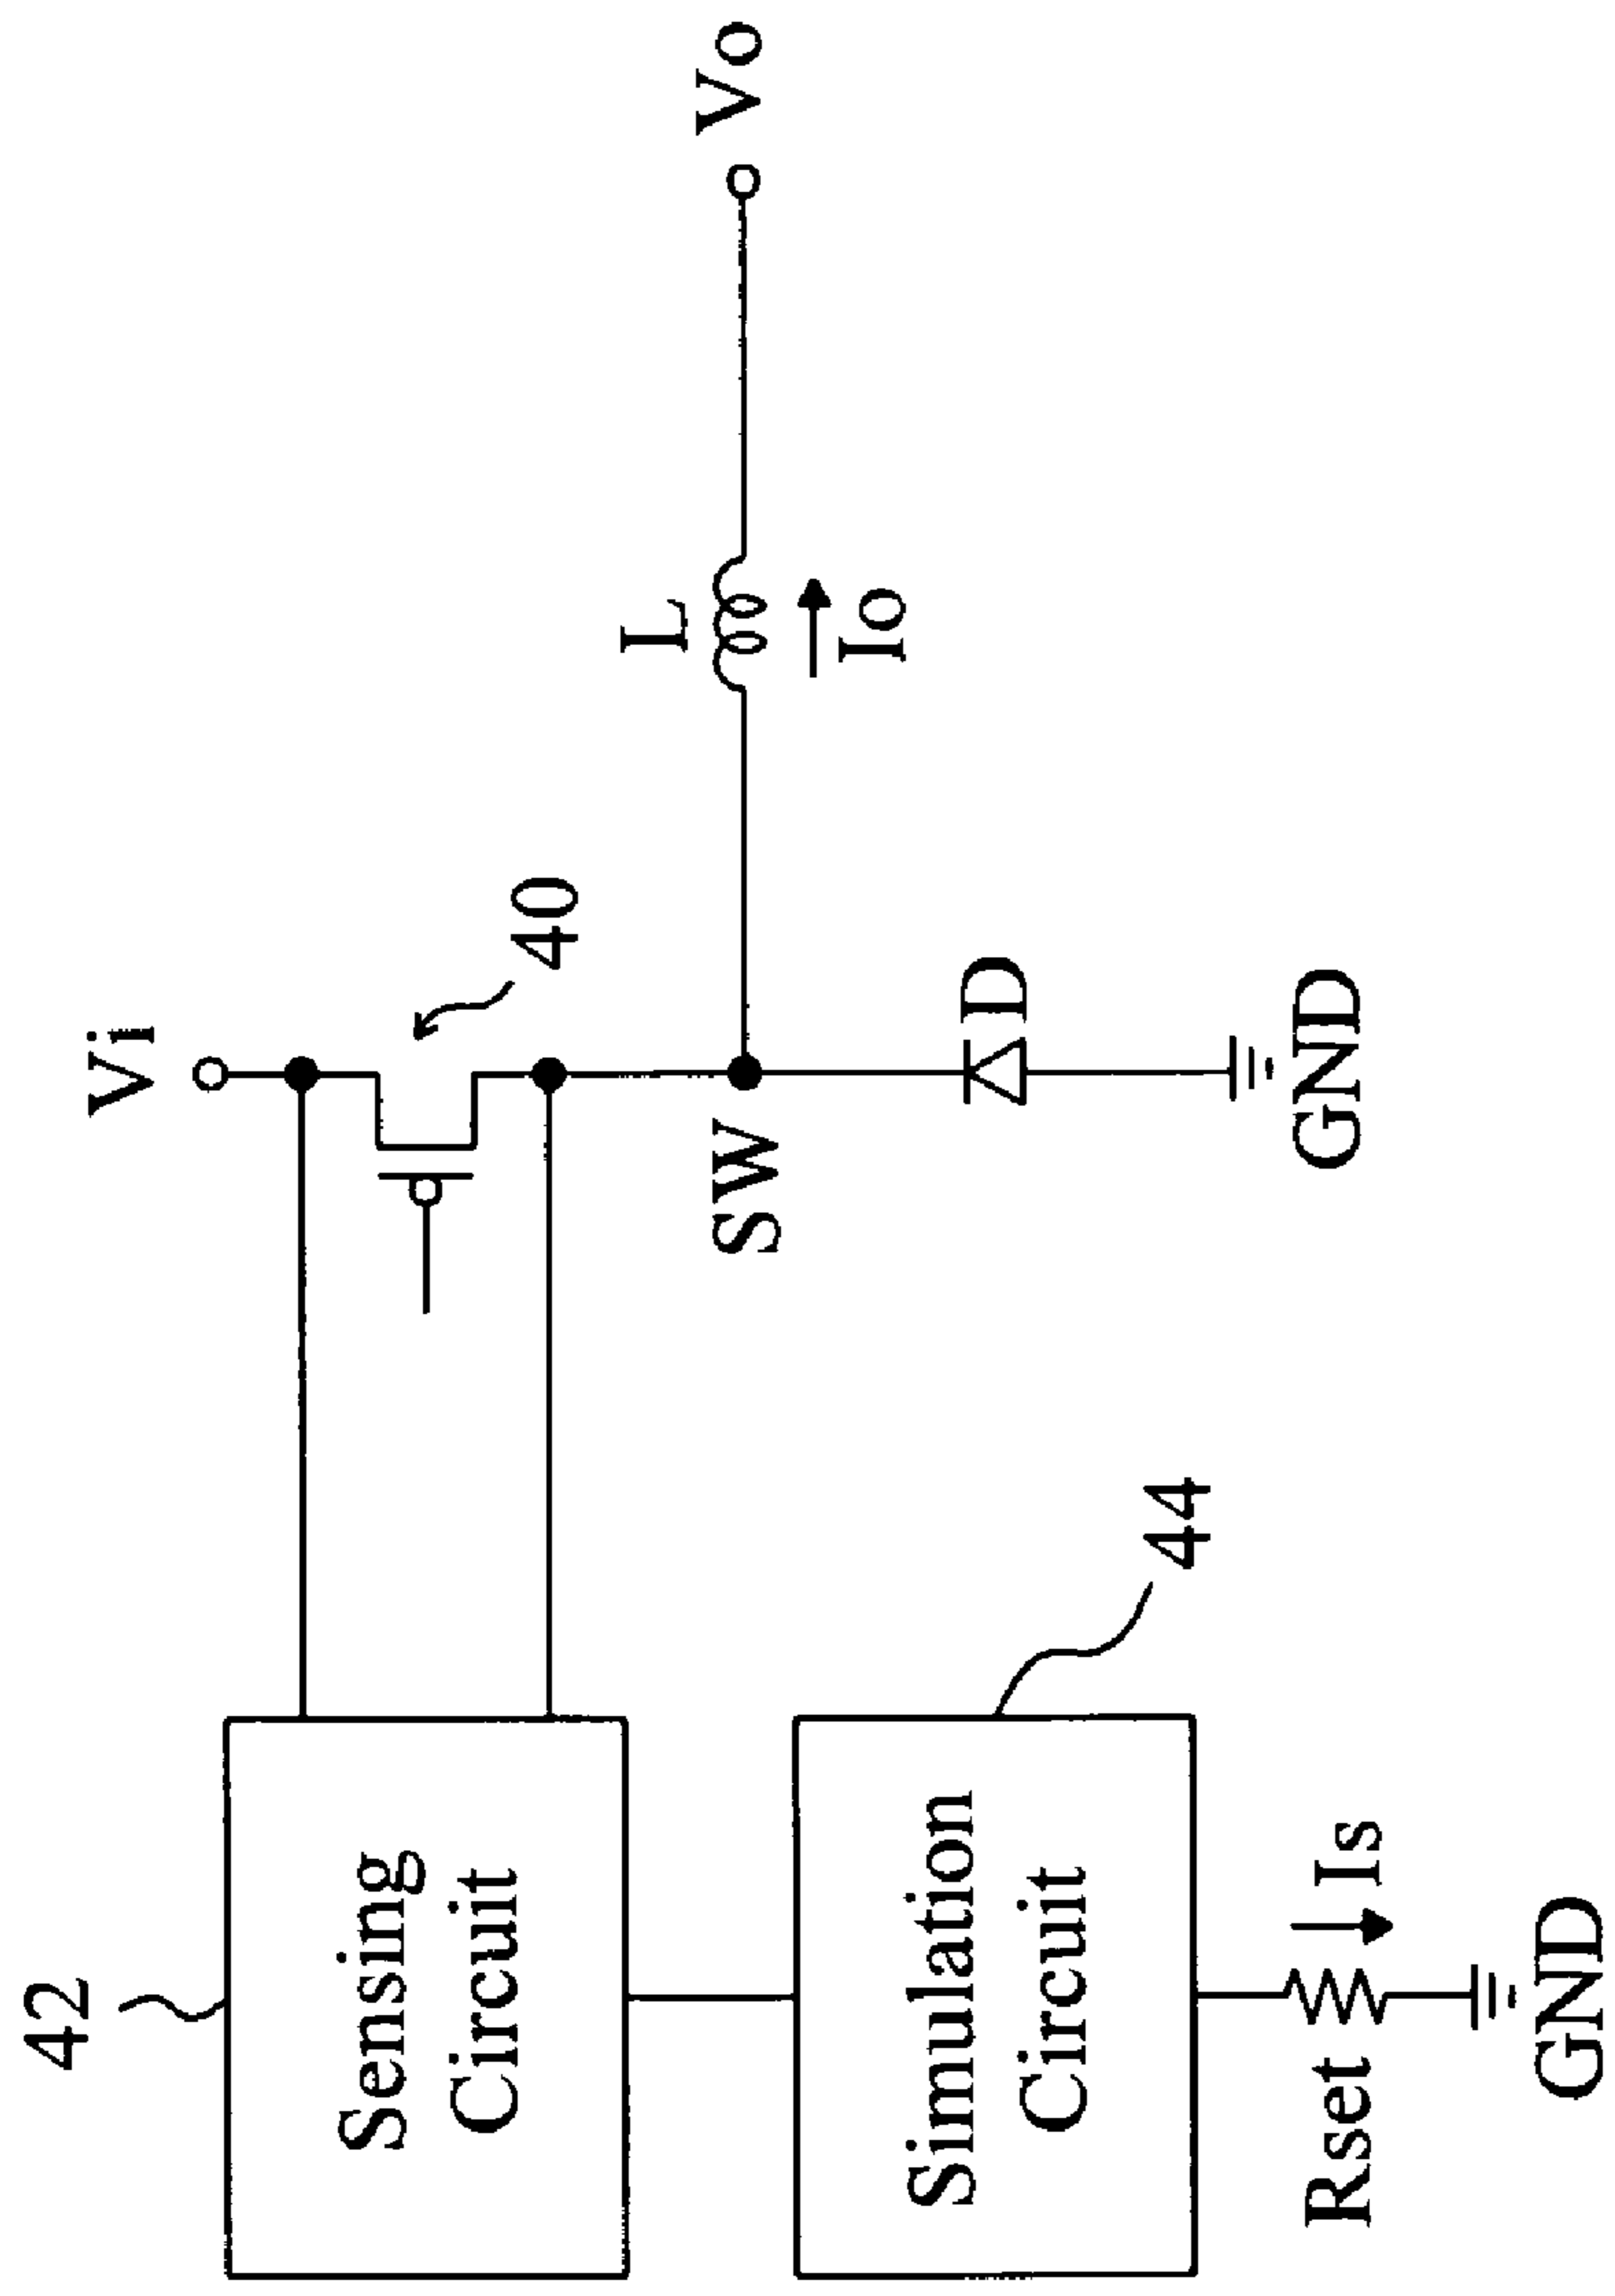 42
Sensing
Circuit
Vi
40
L
Io
Vo
SW
D
GND
Simulation
Circuit
44
Rset
Is
GND